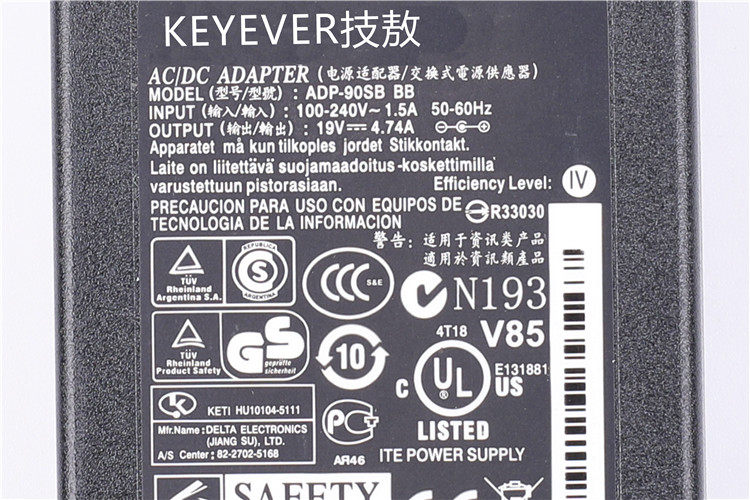 KEYEVER技敖
AC/DC ADAPTER (电源适配器/交換式電源供應器)
MODEL (型号/型號) : ADP-90SB BB
INPUT (输入/輸入) : 100-240V~ 1.5A 50-60Hz
OUTPUT (输出/輸出) : 19V 4.74A
Apparatet må kun tilkoples jordet Stikkontakt.
Laite on liitettävä suojamaadoitus-koskettimilla
varustettuun pistorasiaan. Efficiency Level: IV
PRECAUCION PARA USO CON EQUIPOS DE
TECNOLOGIA DE LA INFORMACION
R33030
警告: 适用于资讯类产品
適用於資訊類產品
TÜV
Rheinland
Argentina S.A.
REPUBLICA
S
ARGENTINA
CCC S&E
N193
TÜV
Rheinland
Product Safety
GS
geprüfte
sicherheit
10
4T18 V85
C UL US
®
E131881
LISTED
ITE POWER SUPPLY
K KETI HU10104-5111
Mfr.Name : DELTA ELECTRONICS
(JIANG SU), LTD.
A/S Center : 82-2702-5168
PCT
AЯ46
SAFETY
CE